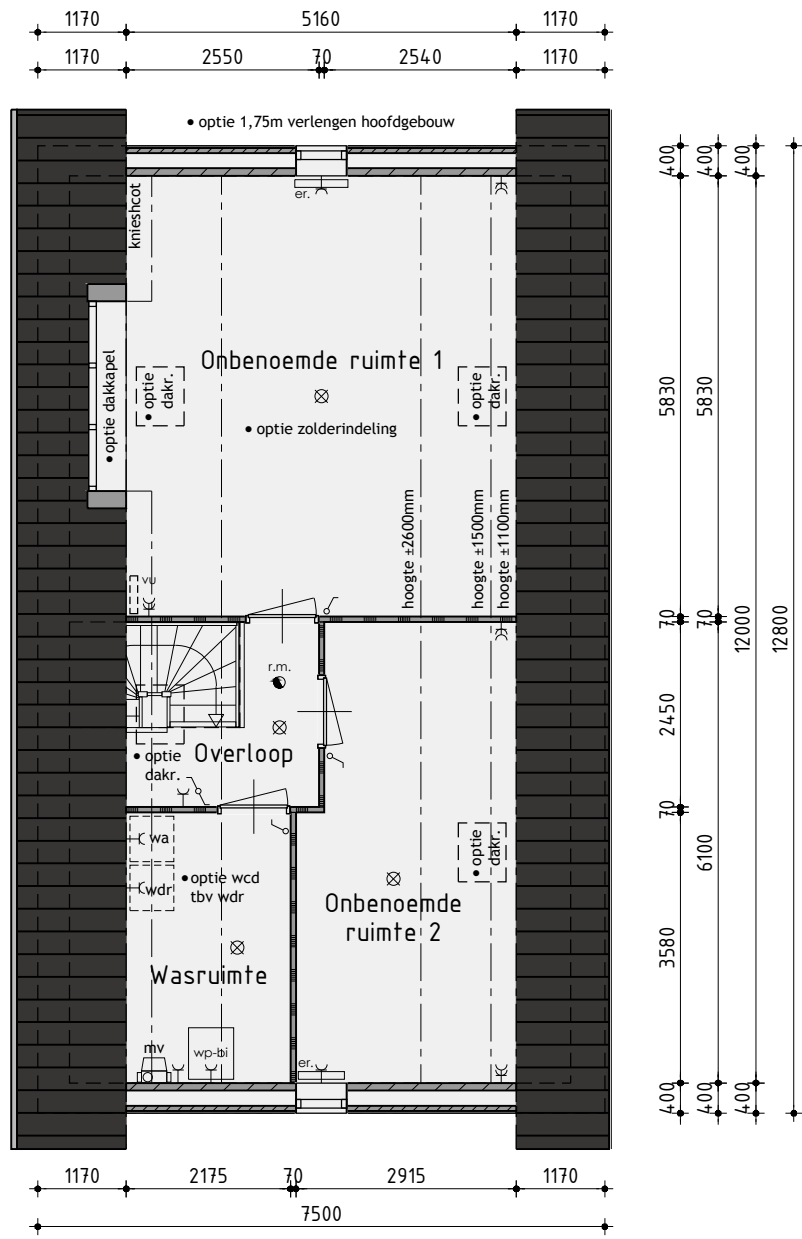 1170 5160 1170
1170 2550 70 2540 1170
• optie 1,75m verlengen hoofdgebouw
400 400 400
er.
knieshcot
Onbenoemde ruimte 1
• optie dakkapel
• optie
dakr.
• optie
dakr.
• optie zolderindeling
5830 5830
hoogte ±2600mm
hoogte ±1500mm
hoogte ±1100mm
vu
70 70
12000
12800
r.m.
2450
Overloop
• optie
dakr.
70
wa
wdr
• optie wcd
tbv wdr
• optie
dakr.
6100
Onbenoemde
ruimte 2
3580
Wasruimte
mv
wp-bi
er.
400 400 400
1170 2175 70 2915 1170
7500